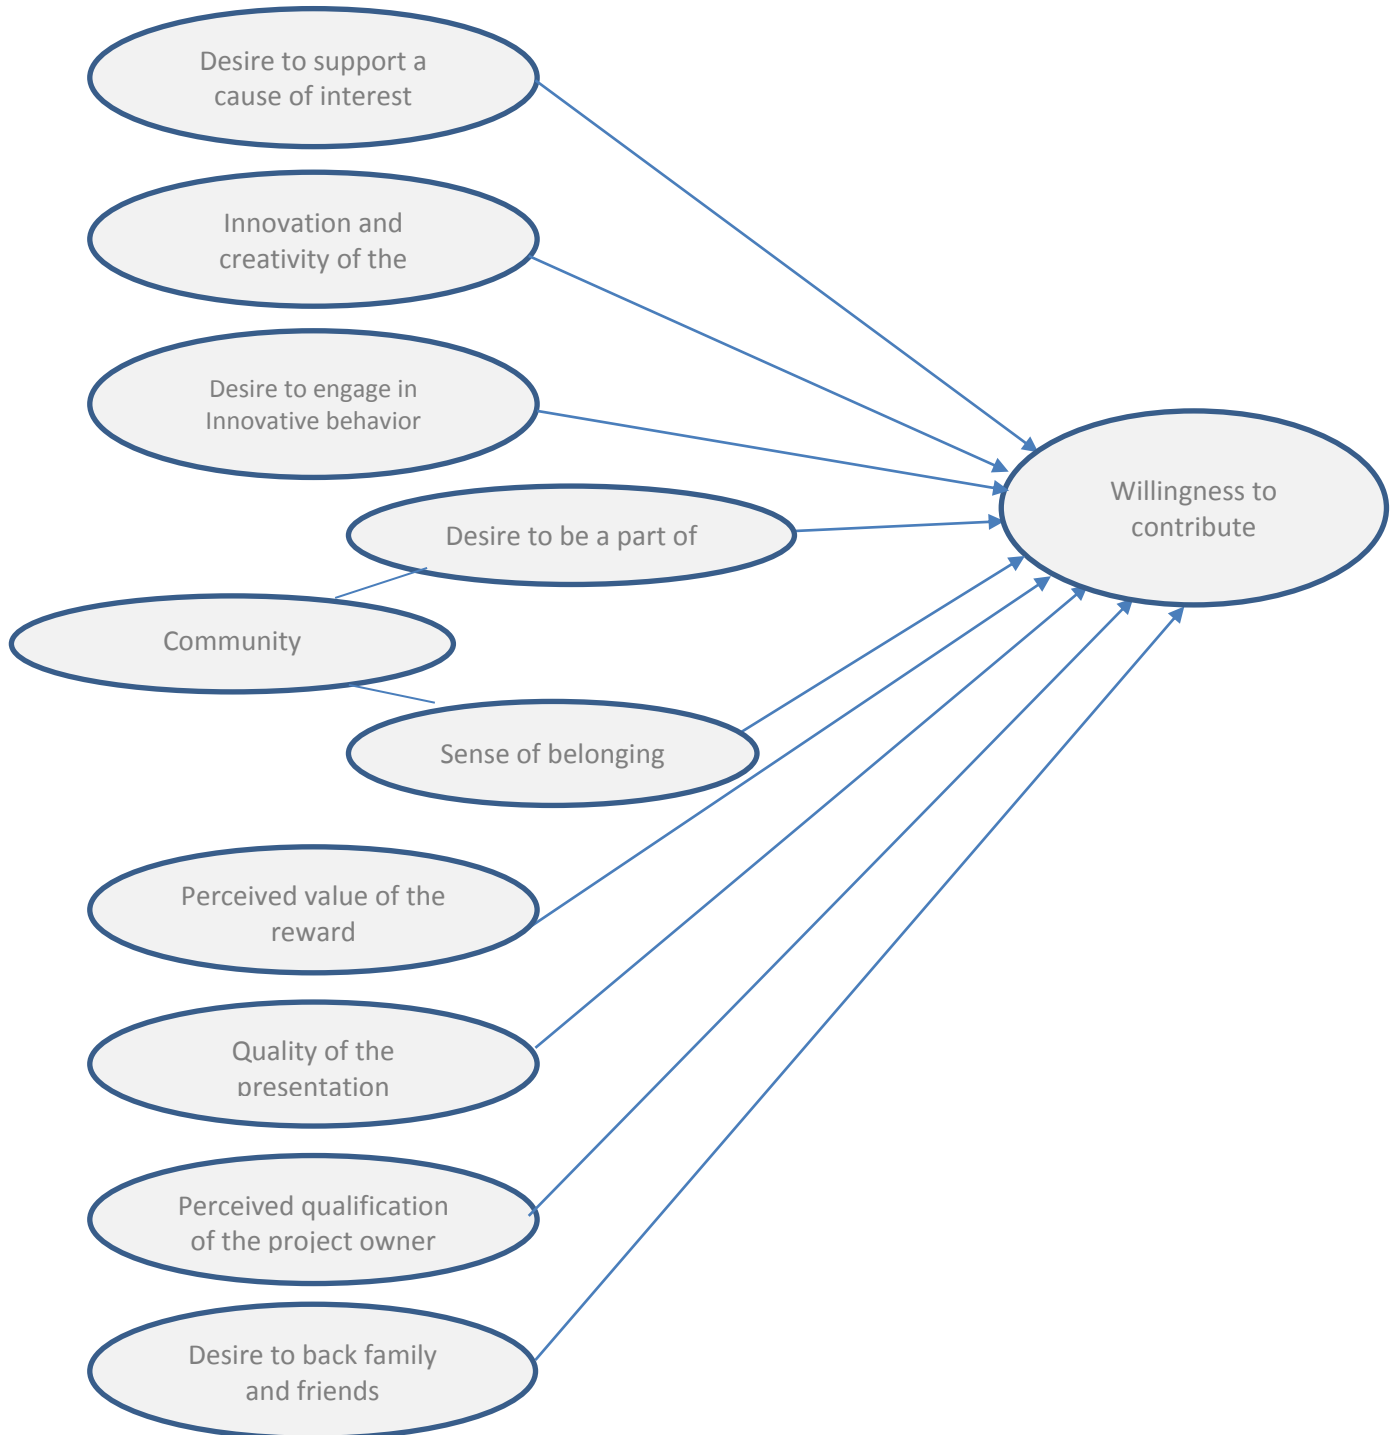 Desire to support a
cause of interest
Innovation and
creativity of the
Desire to engage in
Innovative behavior
Desire to be a part of
Willingness to
contribute
Community
Sense of belonging
Perceived value of the
reward
Quality of the
presentation
Perceived qualification
of the project owner
Desire to back family
and friends